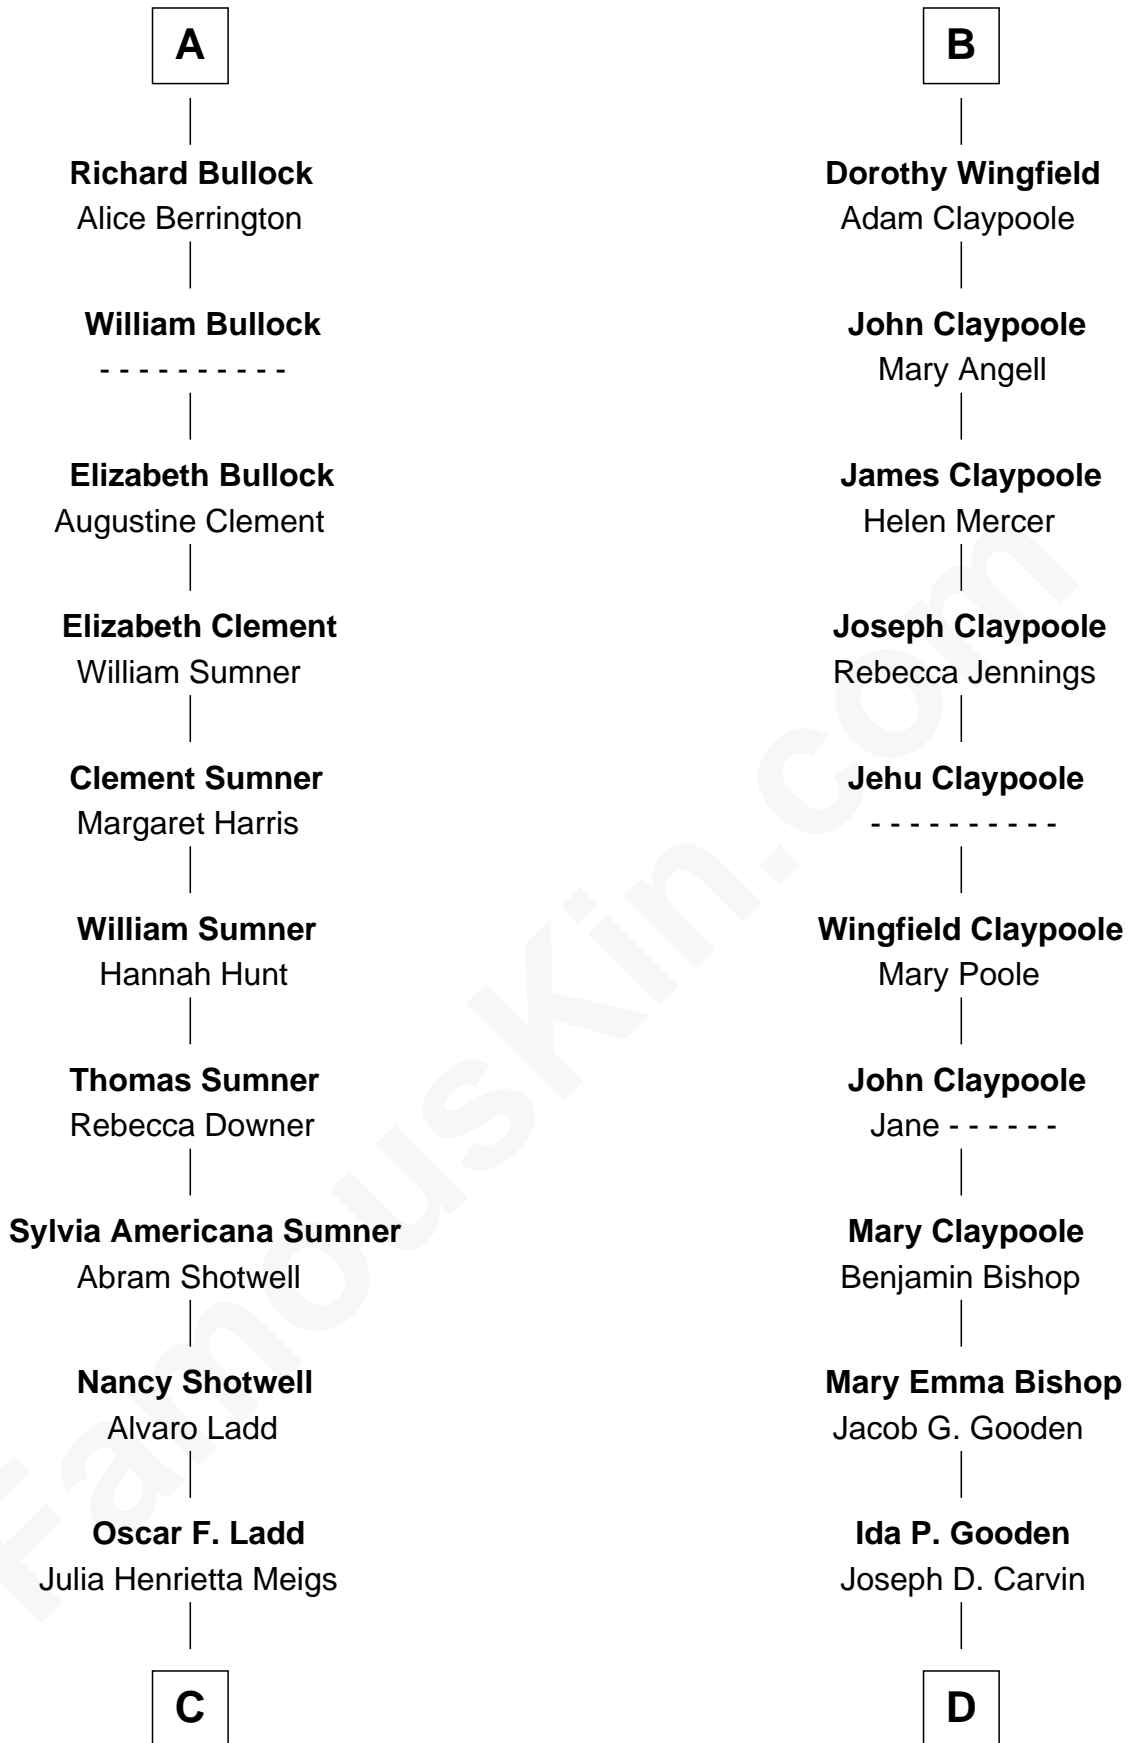 A
Richard Bullock
Alice Berrington
William Bullock
- - - - - - - - - -
Elizabeth Bullock
Augustine Clement
Elizabeth Clement
William Sumner
Clement Sumner
Margaret Harris
William Sumner
Hannah Hunt
Thomas Sumner
Rebecca Downer
Sylvia Americana Sumner
Abram Shotwell
Nancy Shotwell
Alvaro Ladd
Oscar F. Ladd
Julia Henrietta Meigs
C
B
Dorothy Wingfield
Adam Claypoole
John Claypoole
Mary Angell
James Claypoole
Helen Mercer
Joseph Claypoole
Rebecca Jennings
Jehu Claypoole
- - - - - - - - - -
Wingfield Claypoole
Mary Poole
John Claypoole
Jane - - - - - -
Mary Claypoole
Benjamin Bishop
Mary Emma Bishop
Jacob G. Gooden
Ida P. Gooden
Joseph D. Carvin
D
FamousKin.com